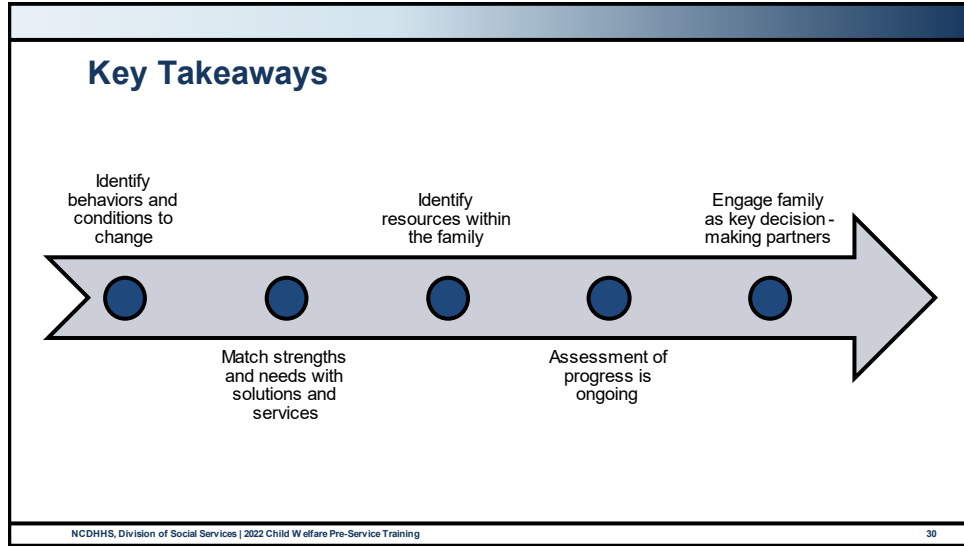 Key Takeaways
Identify
behaviors and
conditions to
change
Match strengths
and needs with
solutions and
services
Identify
resources within
the family
Assessment of
progress is
ongoing
Engage family
as key decision-
making partners
NCDHHS, Division of Social Services | 2022 Child Welfare Pre-Service Training
30